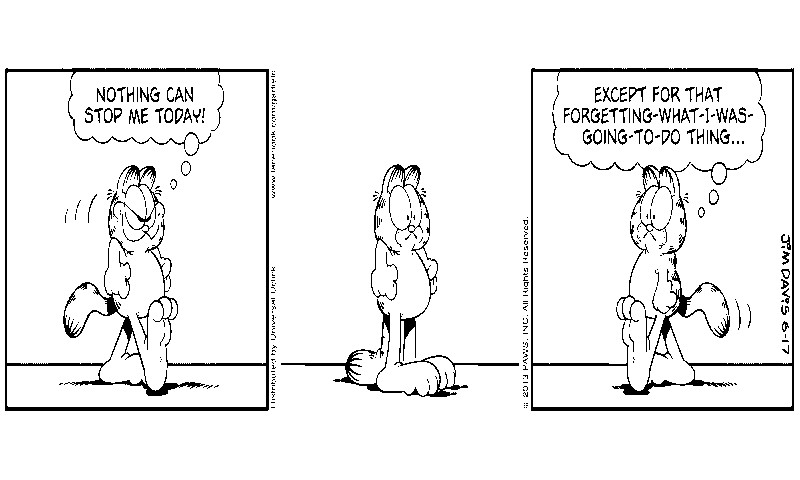 NOTHING CAN
STOP ME TODAY!
Distributed by Universal Uclick
© 2013 PAWS, INC. All Rights Reserved.
EXCEPT FOR THAT
FORGETTING-WHAT-I-WAS-
GOING-TO-DO THING...
JIM DAVIS 6-17